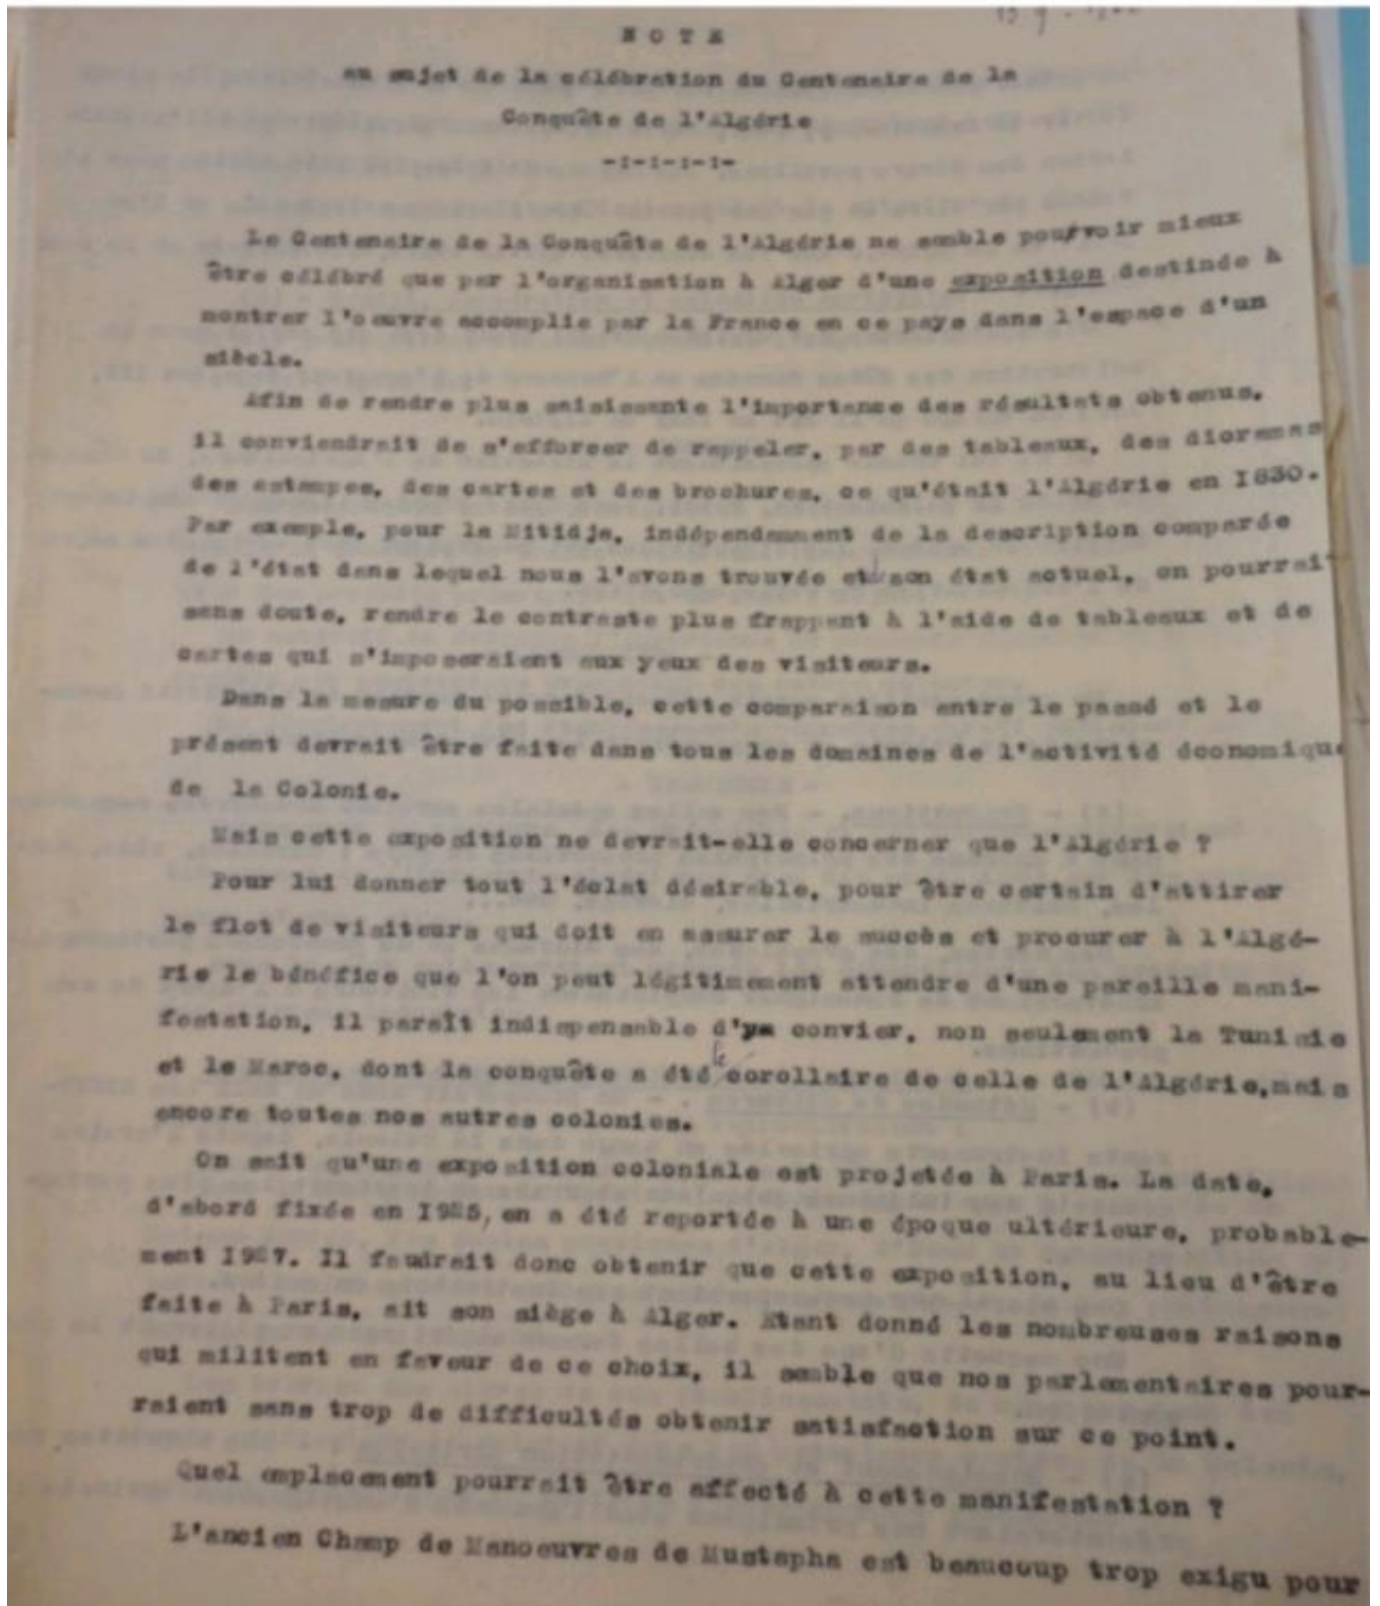 NOTE
au sujet de la célébration du Centenaire de la
Conquête de l'Algérie
-:-:-:-:-
Le Centenaire de la Conquête de l'Algérie ne semble pouvoir mieux
être célébré que par l'organisation à Alger d'une exposition destinée à
montrer l'oeuvre accomplie par la France en ce pays dans l'espace d'un
siècle.
Afin de rendre plus saisissante l'importance des résultats obtenus,
il conviendrait de s'efforcer de rappeler, par des tableaux, des dioramas
des estampes, des cartes et des brochures, ce qu'était l'Algérie en 1830.
Par exemple, pour la Mitidja, indépendamment de la description comparée
de l'état dans lequel nous l'avons trouvée et son état actuel, on pourrait
sans doute, rendre le contraste plus frappant à l'aide de tableaux et de
cartes qui s'imposeraient aux yeux des visiteurs.
Dans la mesure du possible, cette comparaison entre le passé et le
présent devrait être faite dans tous les domaines de l'activité économique
de la Colonie.
Mais cette exposition ne devrait-elle concerner que l'Algérie ?
Pour lui donner tout l'éclat désirable, pour être certain d'attirer
le flot de visiteurs qui doit en assurer le succès et procurer à l'Algé-
rie le bénéfice que l'on peut légitimement attendre d'une pareille mani-
festation, il paraît indispensable d'y convier, non seulement la Tunisie
et le Maroc, dont la conquête a été le corollaire de celle de l'Algérie,mais
encore toutes nos autres colonies.
On sait qu'une exposition coloniale est projetée à Paris. La date,
d'abord fixée en 1925, en a été reportée à une époque ultérieure, probable-
ment 1927. Il faudrait donc obtenir que cette exposition, au lieu d'être
faite à Paris, ait son siège à Alger. Etant donné les nombreuses raisons
qui militent en faveur de ce choix, il semble que nos parlementaires pour-
raient sans trop de difficultés obtenir satisfaction sur ce point.
Quel emplacement pourrait être affecté à cette manifestation ?
L'ancien Champ de Manoeuvres de Mustapha est beaucoup trop exigu pour